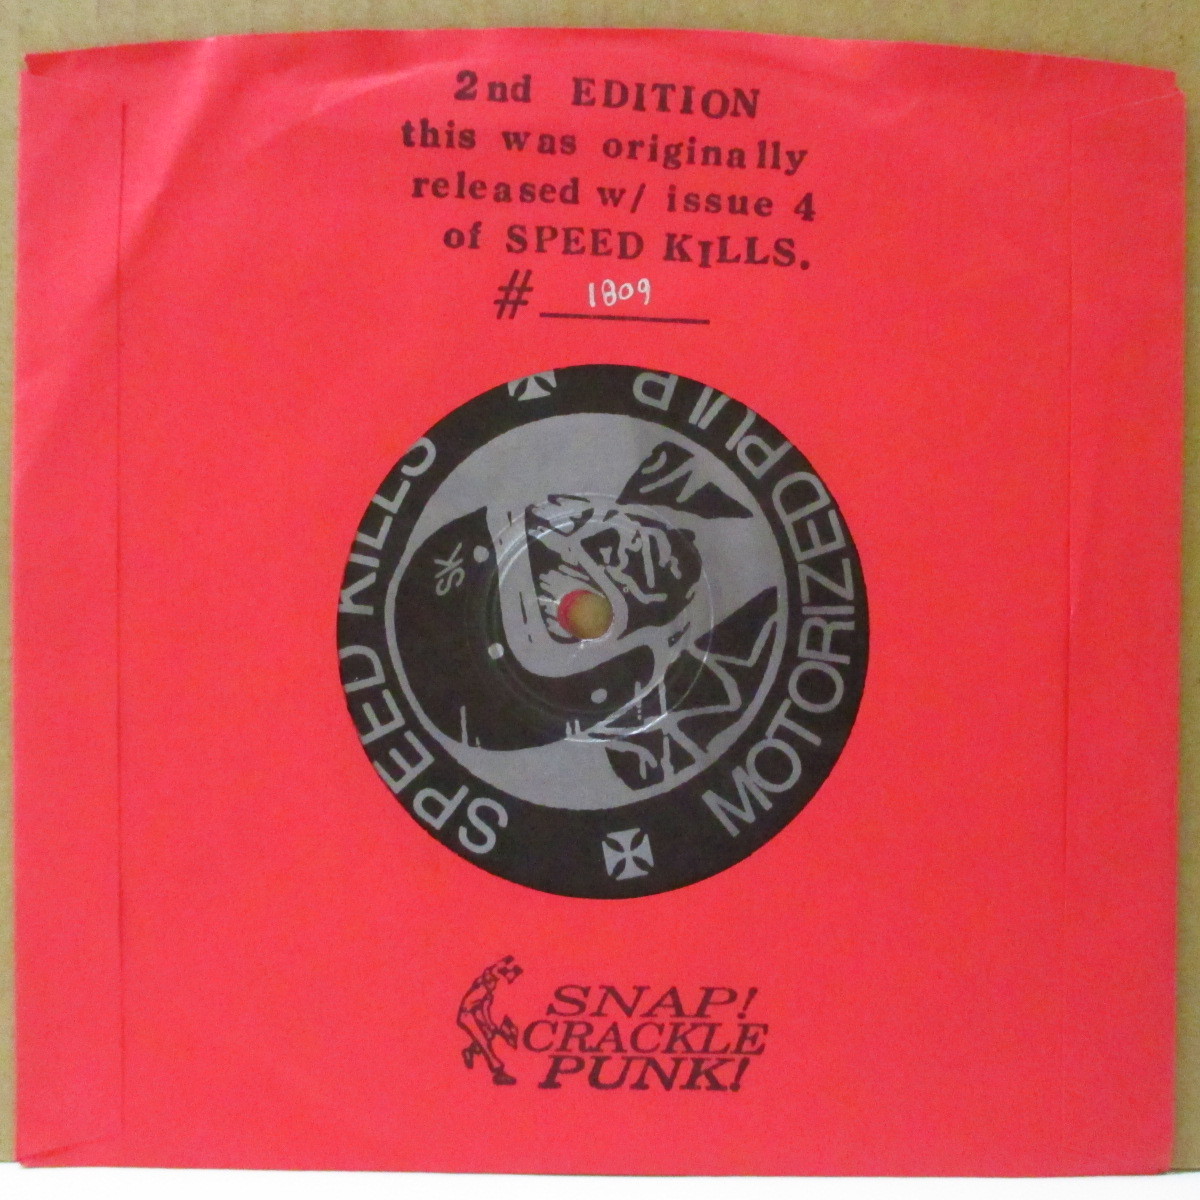 2nd EDITION
this was originally
released w/ issue 4
of SPEED KILLS.
# 1809
SPEED KILLS
MOTORIZED PULP
SK
SNAP!
CRACKLE
PUNK!